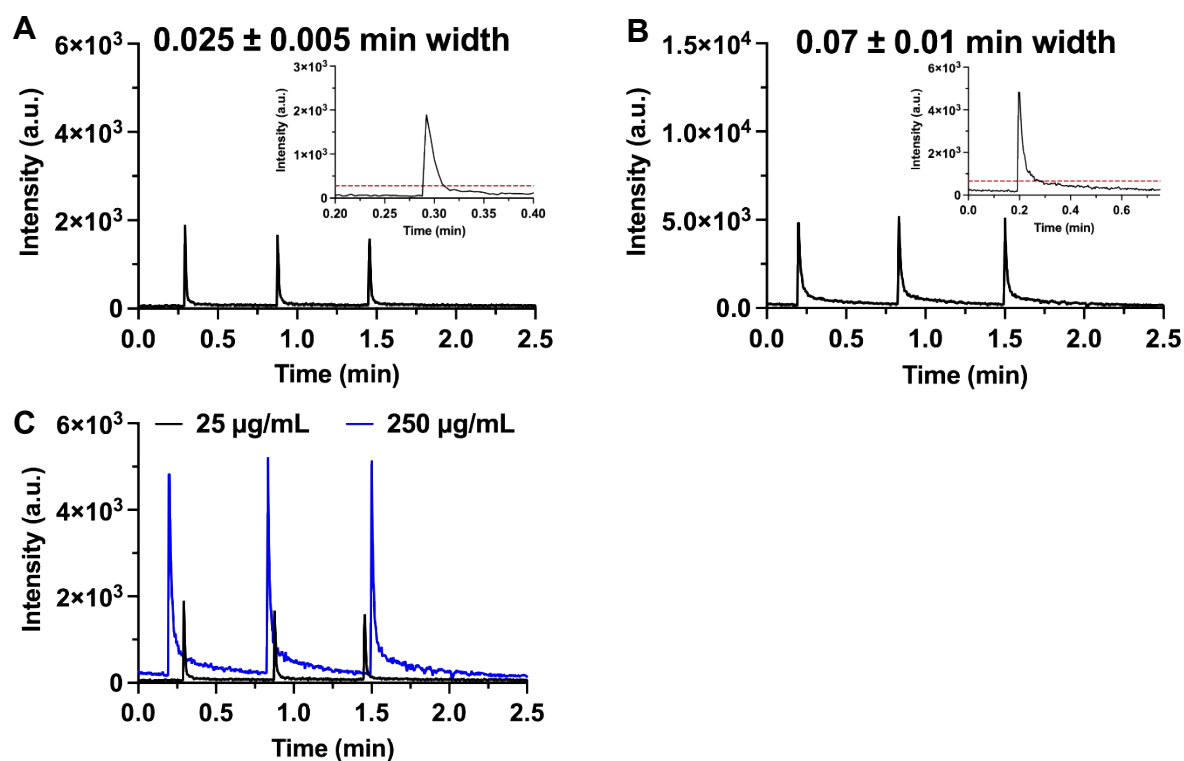 A
0.025 ± 0.005 min width
6×10³
4×10³
2×10³
0
Intensity (a.u.)
0.0 0.5 1.0 1.5 2.0 2.5
Time (min)
3×10³
2×10³
1×10³
0
Intensity (a.u.)
0.20 0.25 0.30 0.35 0.40
Time (min)
B
0.07 ± 0.01 min width
1.5×10⁴
1.0×10⁴
5.0×10³
0.0
Intensity (a.u.)
0.0 0.5 1.0 1.5 2.0 2.5
Time (min)
6×10³
4×10³
2×10³
0
Intensity (a.u.)
0.0 0.2 0.4 0.6
Time (min)
C
25 µg/mL 250 µg/mL
6×10³
4×10³
2×10³
0
Intensity (a.u.)
0.0 0.5 1.0 1.5 2.0 2.5
Time (min)